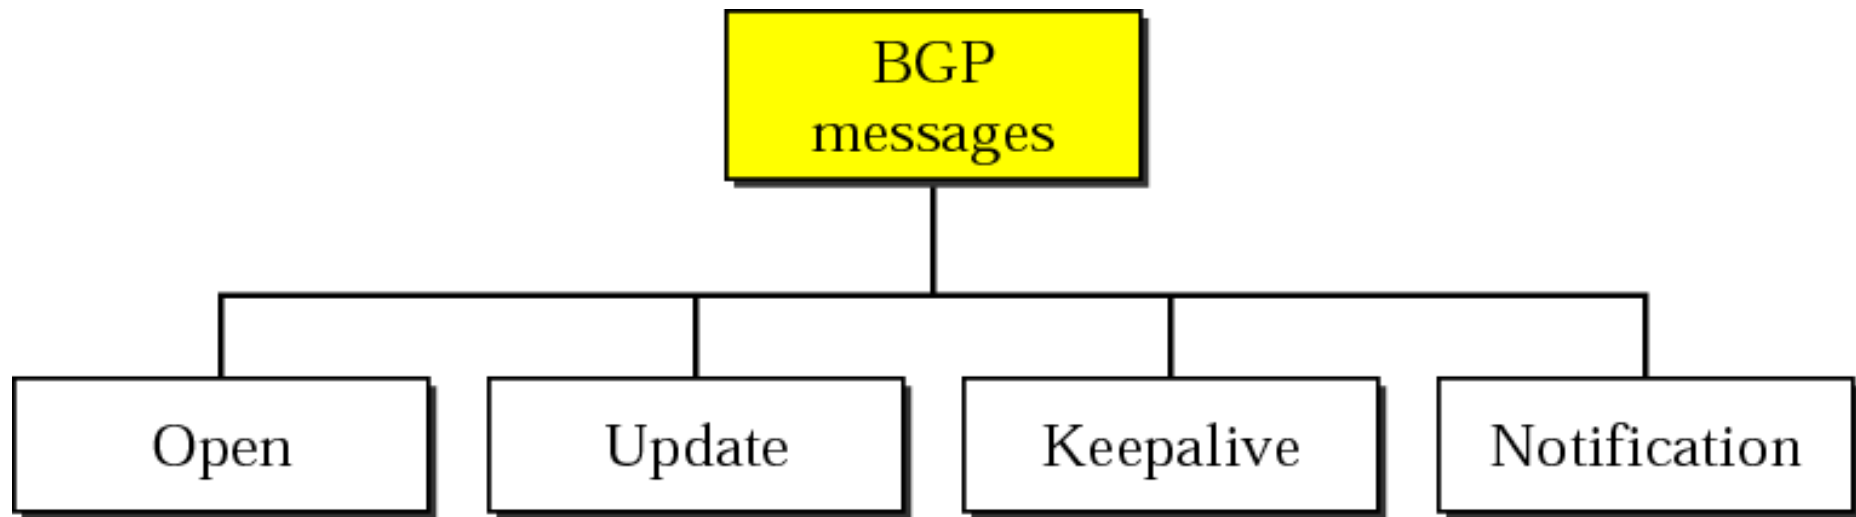 BGP
messages
Open
Update
Keepalive
Notification